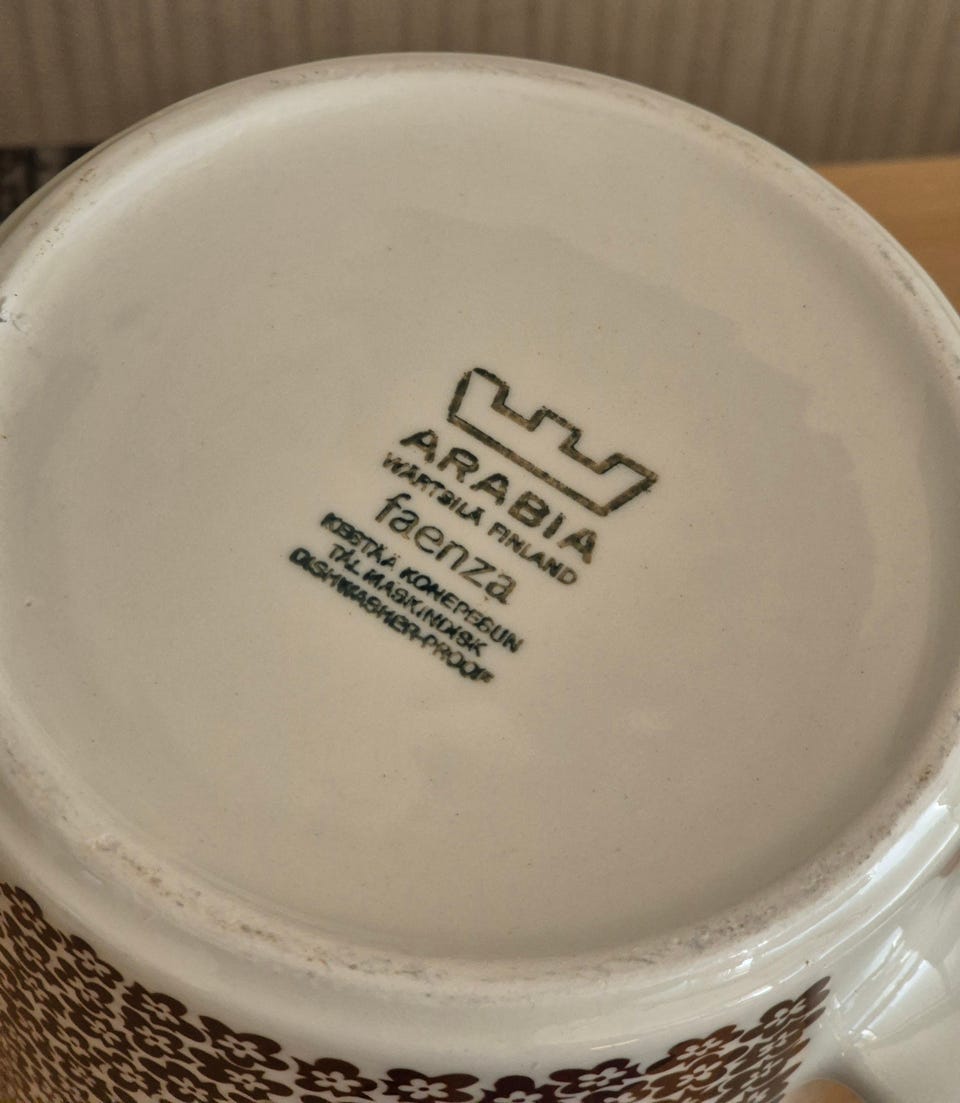 ARABIA
WÄRTSILÄ FINLAND
faenza
KESTÄÄ KONEPESUN
TÅL MASKINDISK
DISHWASHER-PROOF